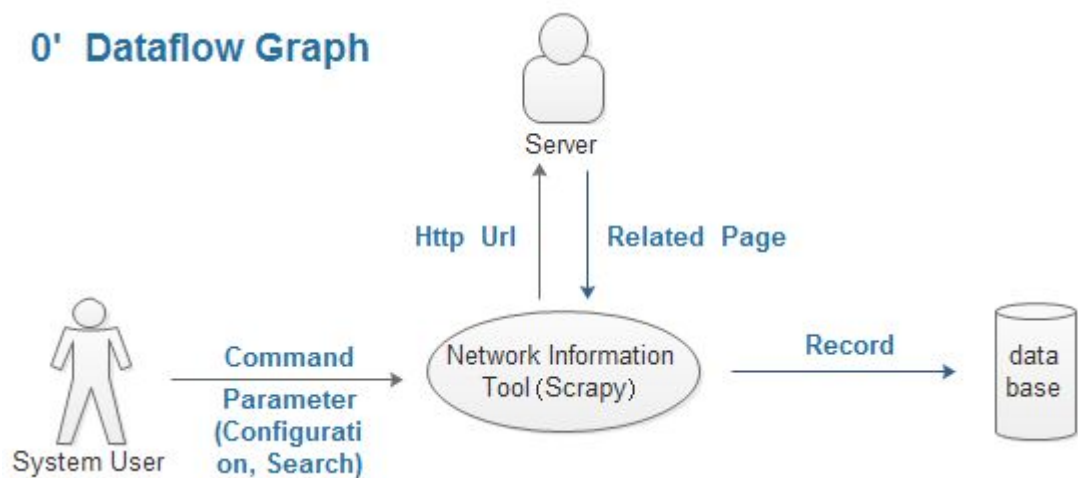 0' Dataflow Graph
Server
Http Url
Related Page
Command
Parameter
(Configurati
on, Search)
System User
Network Information
Tool (Scrapy)
Record
data
base